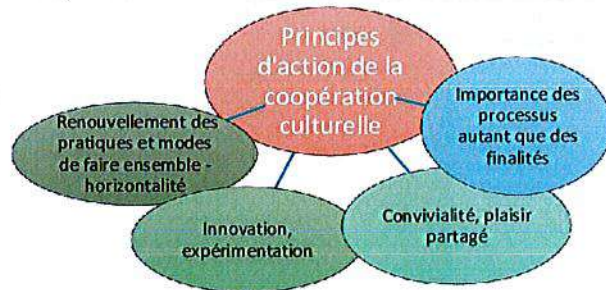 Principes
d'action de la
coopération
culturelle
Renouvellement des
pratiques et modes
de faire ensemble -
horizontalité
Innovation,
expérimentation
Convivialité, plaisir
partagé
Importance des
processus
autant que des
finalités